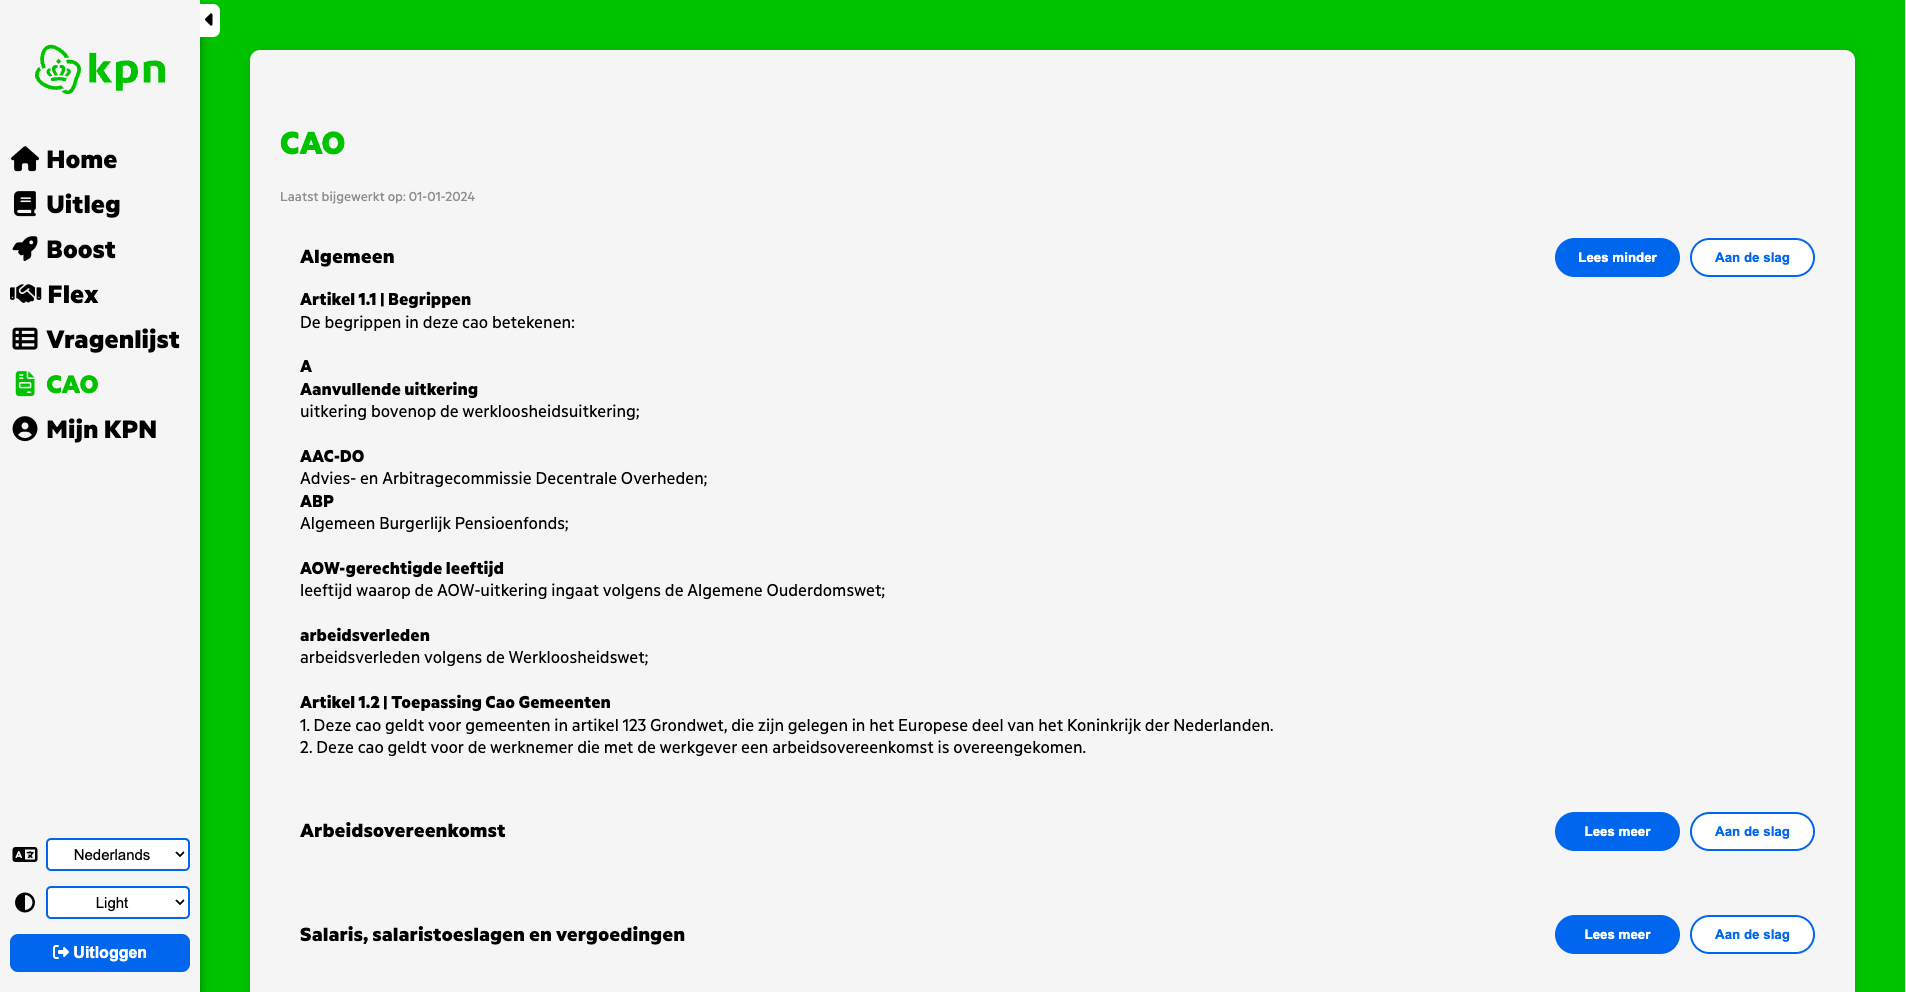 kpn
Home
Uitleg
Boost
Flex
Vragenlijst
CAO
Mijn KPN
Nederlands
Light
Uitloggen
CAO
Laatst bijgewerkt op: 01-01-2024
Algemeen
Lees minder
Aan de slag
Artikel 1.1 | Begrippen
De begrippen in deze cao betekenen:
A
Aanvullende uitkering
uitkering bovenop de werkloosheidsuitkering;
AAC-DO
Advies- en Arbitragecommissie Decentrale Overheden;
ABP
Algemeen Burgerlijk Pensioenfonds;
AOW-gerechtigde leeftijd
leeftijd waarop de AOW-uitkering ingaat volgens de Algemene Ouderdomswet;
arbeidsverleden
arbeidsverleden volgens de Werkloosheidswet;
Artikel 1.2 | Toepassing Cao Gemeenten
1. Deze cao geldt voor gemeenten in artikel 123 Grondwet, die zijn gelegen in het Europese deel van het Koninkrijk der Nederlanden.
2. Deze cao geldt voor de werknemer die met de werkgever een arbeidsovereenkomst is overeengekomen.
Arbeidsovereenkomst
Lees meer
Aan de slag
Salaris, salaristoeslagen en vergoedingen
Lees meer
Aan de slag